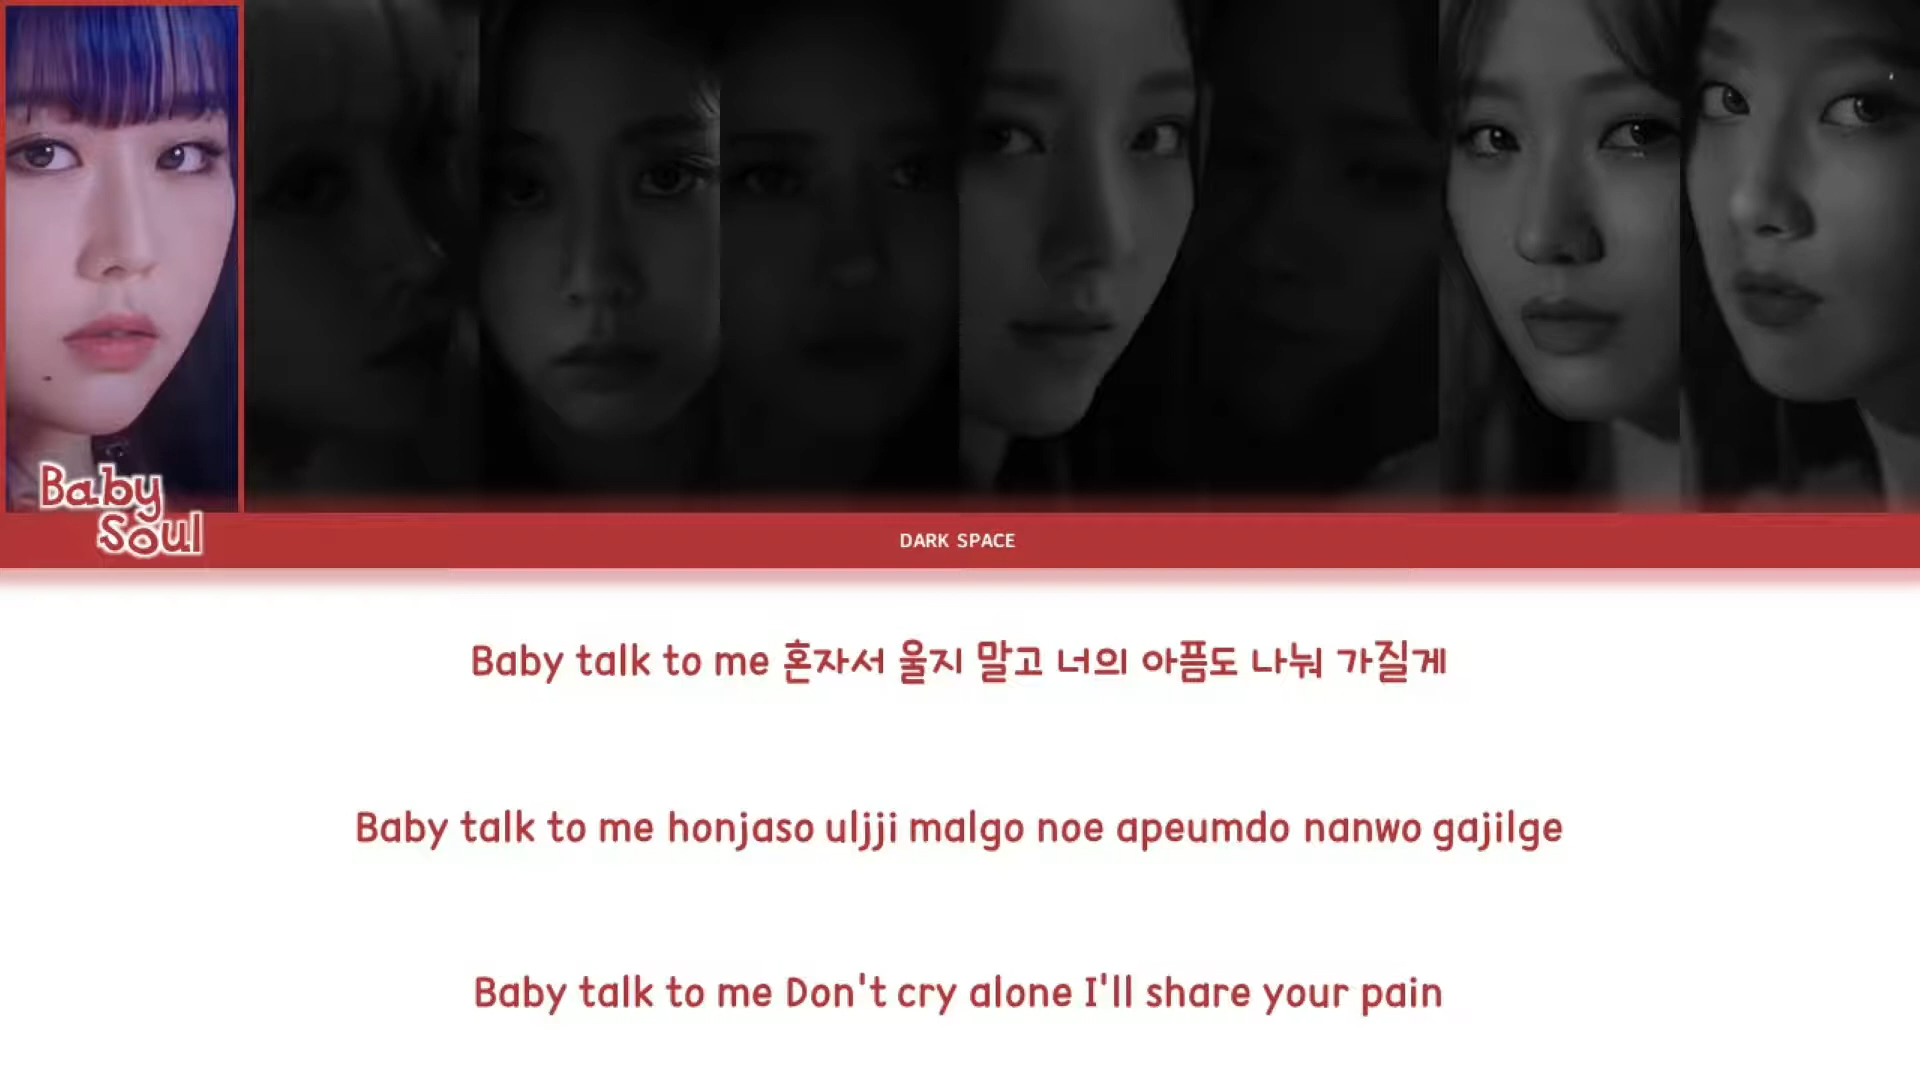 Baby
Soul
DARK SPACE
Baby talk to me 혼자서 울지 말고 너의 아픔도 나눠 가질게
Baby talk to me honjaso uljji malgo noe apeumdo nanwo gajilge
Baby talk to me Don't cry alone I'll share your pain